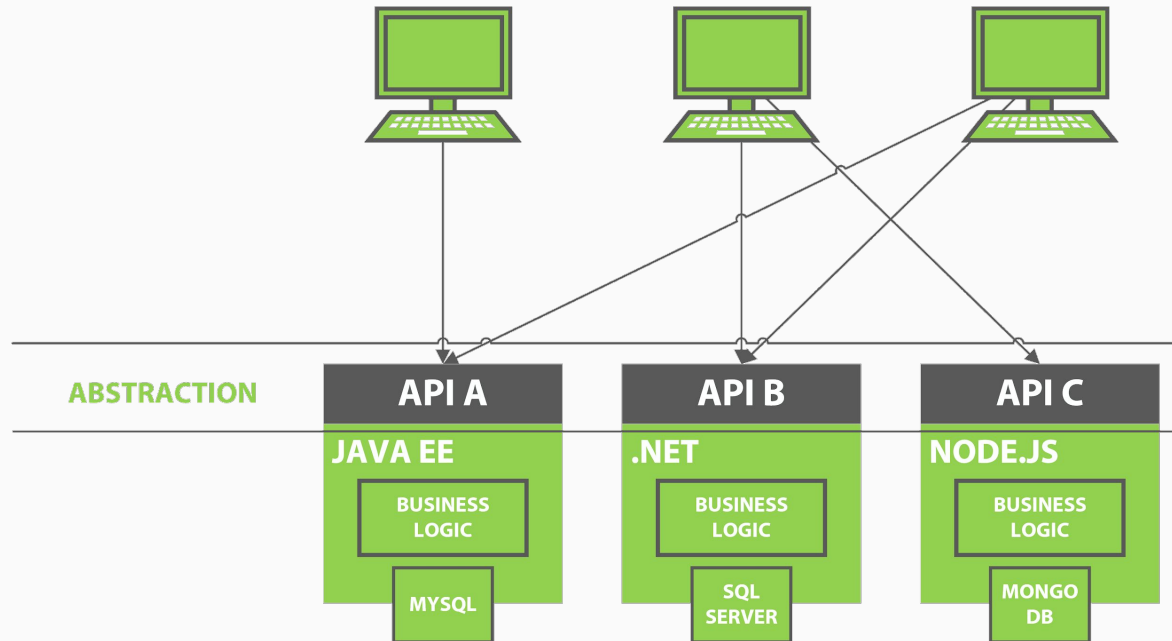 ABSTRACTION
API A
API B
API C
JAVA EE
.NET
NODE.JS
BUSINESS
LOGIC
BUSINESS
LOGIC
BUSINESS
LOGIC
MYSQL
SQL
SERVER
MONGO
DB